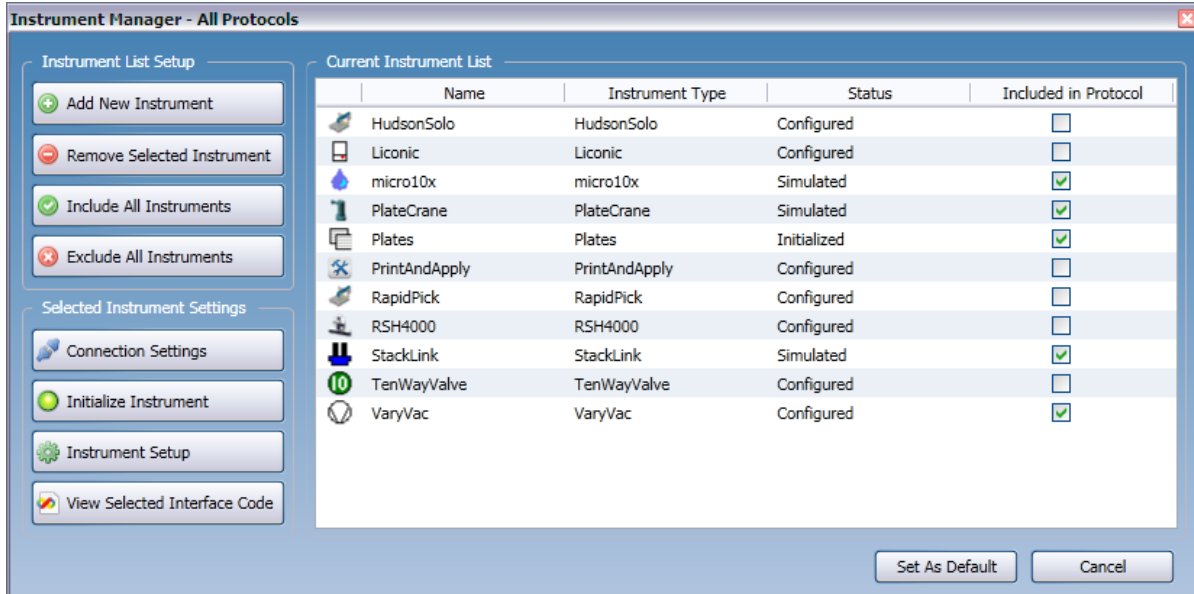 Instrument Manager - All Protocols
Instrument List Setup
Add New Instrument
Remove Selected Instrument
Include All Instruments
Exclude All Instruments
Selected Instrument Settings
Connection Settings
Initialize Instrument
Instrument Setup
View Selected Interface Code
Current Instrument List
Name Instrument Type Status Included in Protocol
HudsonSolo HudsonSolo Configured
Liconic Liconic Configured
micro10x micro10x Simulated
PlateCrane PlateCrane Simulated
Plates Plates Initialized
PrintAndApply PrintAndApply Configured
RapidPick RapidPick Configured
RSH4000 RSH4000 Configured
StackLink StackLink Simulated
10 TenWayValve TenWayValve Configured
VaryVac VaryVac Configured
Set As Default Cancel